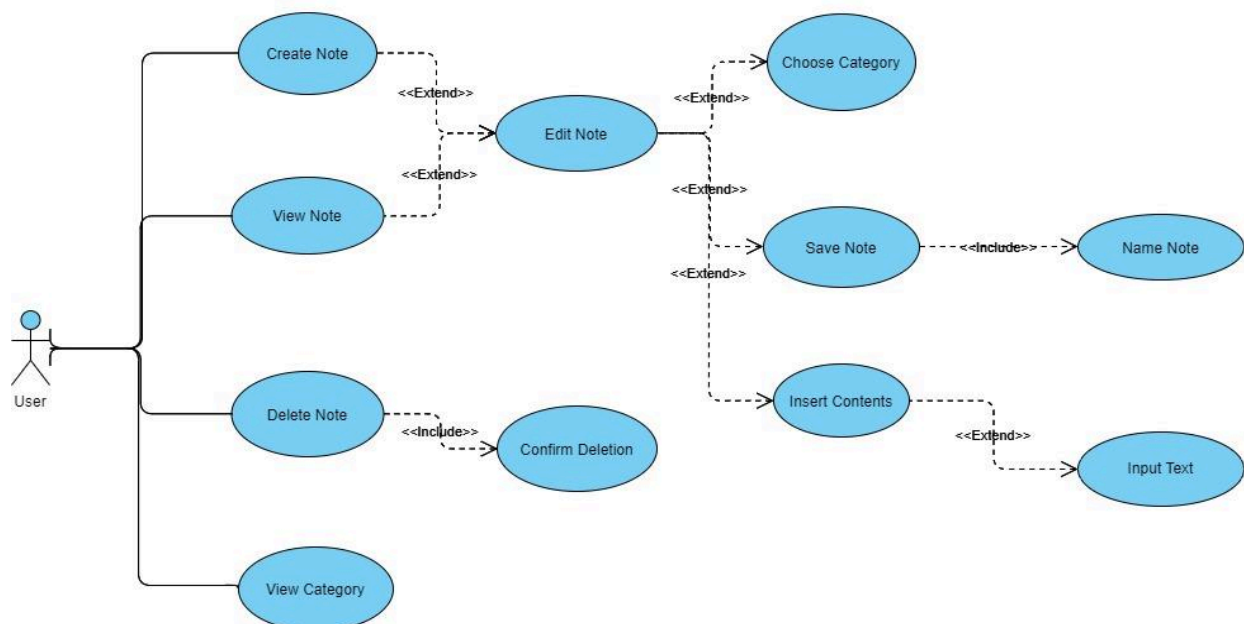 Create Note
Choose Category
<<Extend>>
<<Extend>>
Edit Note
<<Extend>>
View Note
<<Extend>>
Save Note
<<Include>>
Name Note
<<Extend>>
User
Delete Note
<<Include>>
Confirm Deletion
Insert Contents
<<Extend>>
Input Text
View Category